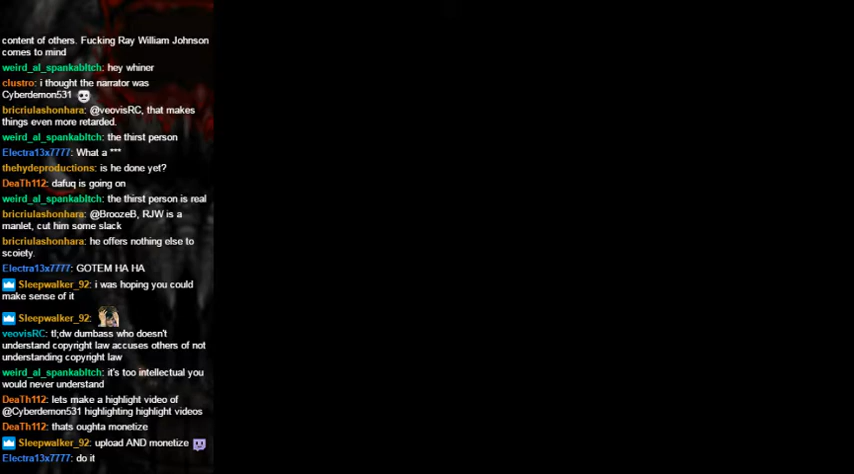 content of others. Fucking Ray William Johnson
comes to mind
weird_al_spankabltch: hey whiner
clustro: i thought the narrator was
Cyberdemon531
bricriulashonhara: @veovisRC, that makes
things even more retarded.
weird_al_spankabltch: the thirst person
Electra13x7777: What a ***
thehydeproductions: is he done yet?
DeaTh112: dafuq is going on
weird_al_spankabltch: the thirst person is real
bricriulashonhara: @BroozeB, RJW is a
manlet, cut him some slack
bricriulashonhara: he offers nothing else to
scoiety.
Electra13x7777: GOTEM HA HA
Sleepwalker_92: i was hoping you could
make sense of it
Sleepwalker_92:
veovisRC: tl;dw dumbass who doesn't
understand copyright law accuses others of not
understanding copyright law
weird_al_spankabltch: it's too intellectual you
would never understand
DeaTh112: lets make a highlight video of
@Cyberdemon531 highlighting highlight videos
DeaTh112: thats oughta monetize
Sleepwalker_92: upload AND monetize
Electra13x7777: do it